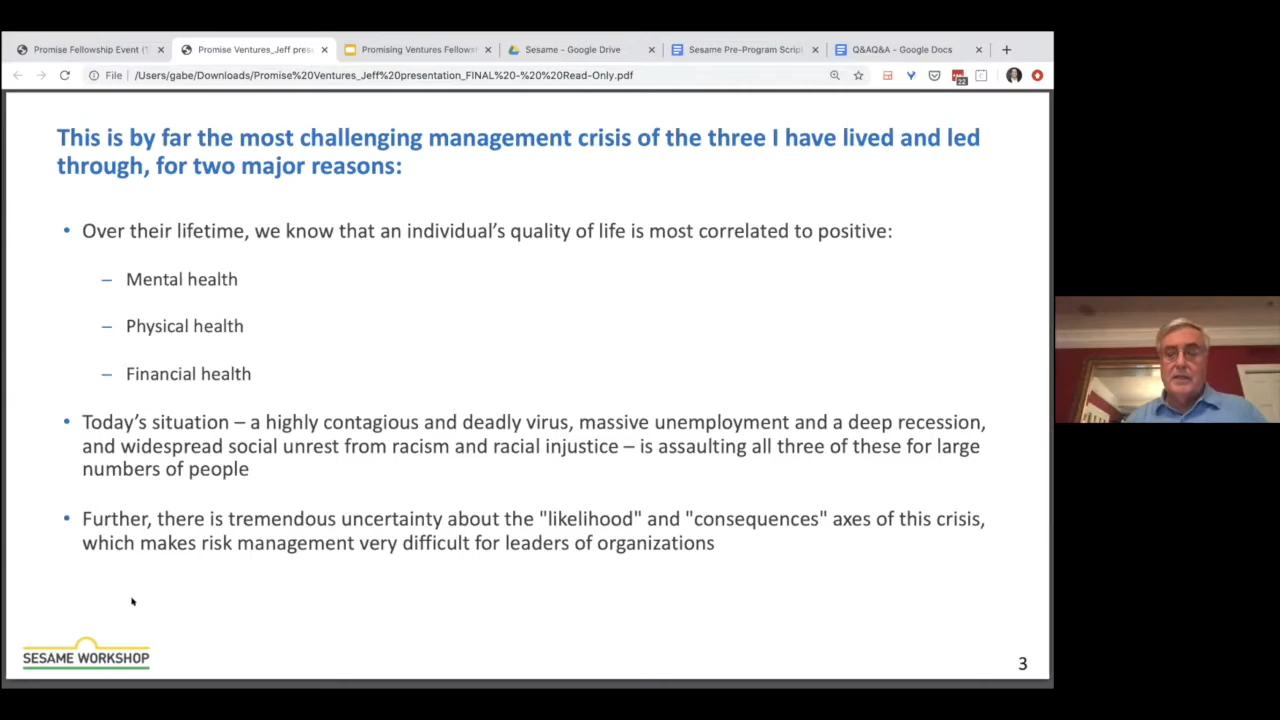 Promise Fellowship Event (T
Promise Ventures_Jeff pres
Promising Ventures Fellows
Sesame - Google Drive
Sesame Pre-Program Script
Q&AQ&A - Google Docs
File
/Users/gabe/Downloads/Promise%20Ventures_Jeff%20presentation_FINAL%20-%20%20Read-Only.pdf
22
This is by far the most challenging management crisis of the three I have lived and led
through, for two major reasons:
• Over their lifetime, we know that an individual’s quality of life is most correlated to positive:
– Mental health
– Physical health
– Financial health
• Today’s situation – a highly contagious and deadly virus, massive unemployment and a deep recession,
and widespread social unrest from racism and racial injustice – is assaulting all three of these for large
numbers of people
• Further, there is tremendous uncertainty about the "likelihood" and "consequences" axes of this crisis,
which makes risk management very difficult for leaders of organizations
SESAME WORKSHOP
3